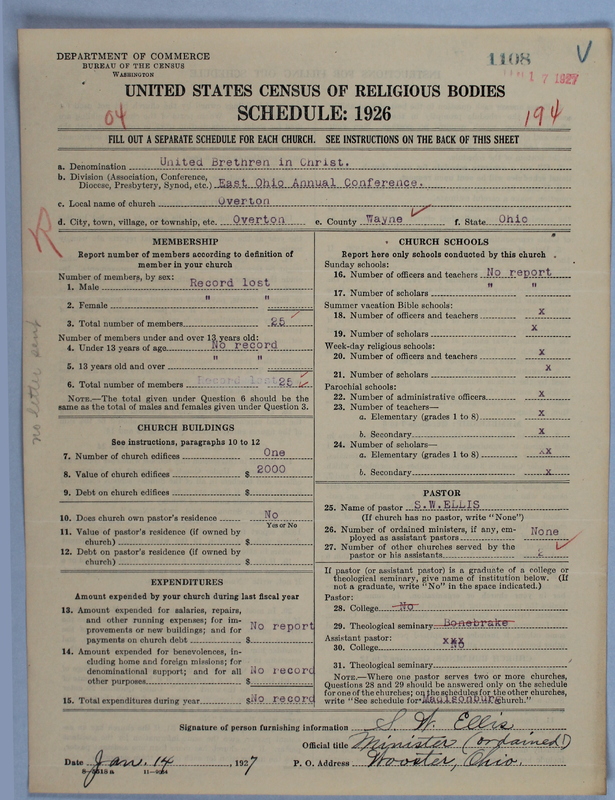 DEPARTMENT OF COMMERCE
BUREAU OF THE CENSUS
WASHINGTON
1108
V
17 1927
UNITED STATES CENSUS OF RELIGIOUS BODIES
04
SCHEDULE: 1926
194
FILL OUT A SEPARATE SCHEDULE FOR EACH CHURCH. SEE INSTRUCTIONS ON THE BACK OF THIS SHEET
a. Denomination United Brethren in Christ.
b. Division (Association, Conference, Diocese, Presbytery, Synod, etc.) East Ohio Annual Conference.
c. Local name of church Overton
d. City, town, village, or township, etc. Overton e. County Wayne f. State Ohio
MEMBERSHIP
Report number of members according to definition of
member in your church
Number of members, by sex:
1. Male Record lost
2. Female " "
3. Total number of members 25
Number of members under and over 13 years old:
4. Under 13 years of age No record
5. 13 years old and over " "
6. Total number of members Record lost 25
NOTE.—The total given under Question 6 should be
same as the total of males and females given under Question 3.
no letter sent
CHURCH BUILDINGS
See instructions, paragraphs 10 to 12
7. Number of church edifices One
8. Value of church edifices $ 2000
9. Debt on church edifices $
10. Does church own pastor's residence No
Yes or No
11. Value of pastor's residence (if owned by
church) $
12. Debt on pastor's residence (if owned by
church) $
EXPENDITURES
Amount expended by your church during last fiscal year
13. Amount expended for salaries, repairs,
and other running expenses; for im-
provements or new buildings; and for
payments on church debt $ No report
14. Amount expended for benevolences, in-
cluding home and foreign missions; for
denominational support; and for all
other purposes $ No record
15. Total expenditures during year $ No record
CHURCH SCHOOLS
Report here only schools conducted by this church
Sunday schools:
16. Number of officers and teachers No report
17. Number of scholars " "
Summer vacation Bible schools:
18. Number of officers and teachers x
19. Number of scholars x
Week-day religious schools:
20. Number of officers and teachers x
21. Number of scholars x
Parochial schools:
22. Number of administrative officers x
23. Number of teachers—
a. Elementary (grades 1 to 8) x
b. Secondary x
24. Number of scholars—
a. Elementary (grades 1 to 8) xx
b. Secondary x
PASTOR
25. Name of pastor S.W.ELLIS
(If church has no pastor, write "None")
26. Number of ordained ministers, if any, em-
ployed as assistant pastors None
27. Number of other churches served by the
pastor or his assistants 2
If pastor (or assistant pastor) is a graduate of a college or
theological seminary, give name of institution below. (If
not a graduate, write "No" in the space indicated.)
Pastor:
28. College No
29. Theological seminary Bonebrake
Assistant pastor: xxx
30. College No
31. Theological seminary
NOTE.—Where one pastor serves two or more churches,
Questions 28 and 29 should be answered only on the schedule
for one of the churches; on the schedules for the other churches,
write "See schedule for Madisonburg church."
Signature of person furnishing information S. W. Ellis
Official title Minister (ordained)
Date Jan. 14, 1927 P. O. Address Wooster, Ohio.
8—5318a 11—9024